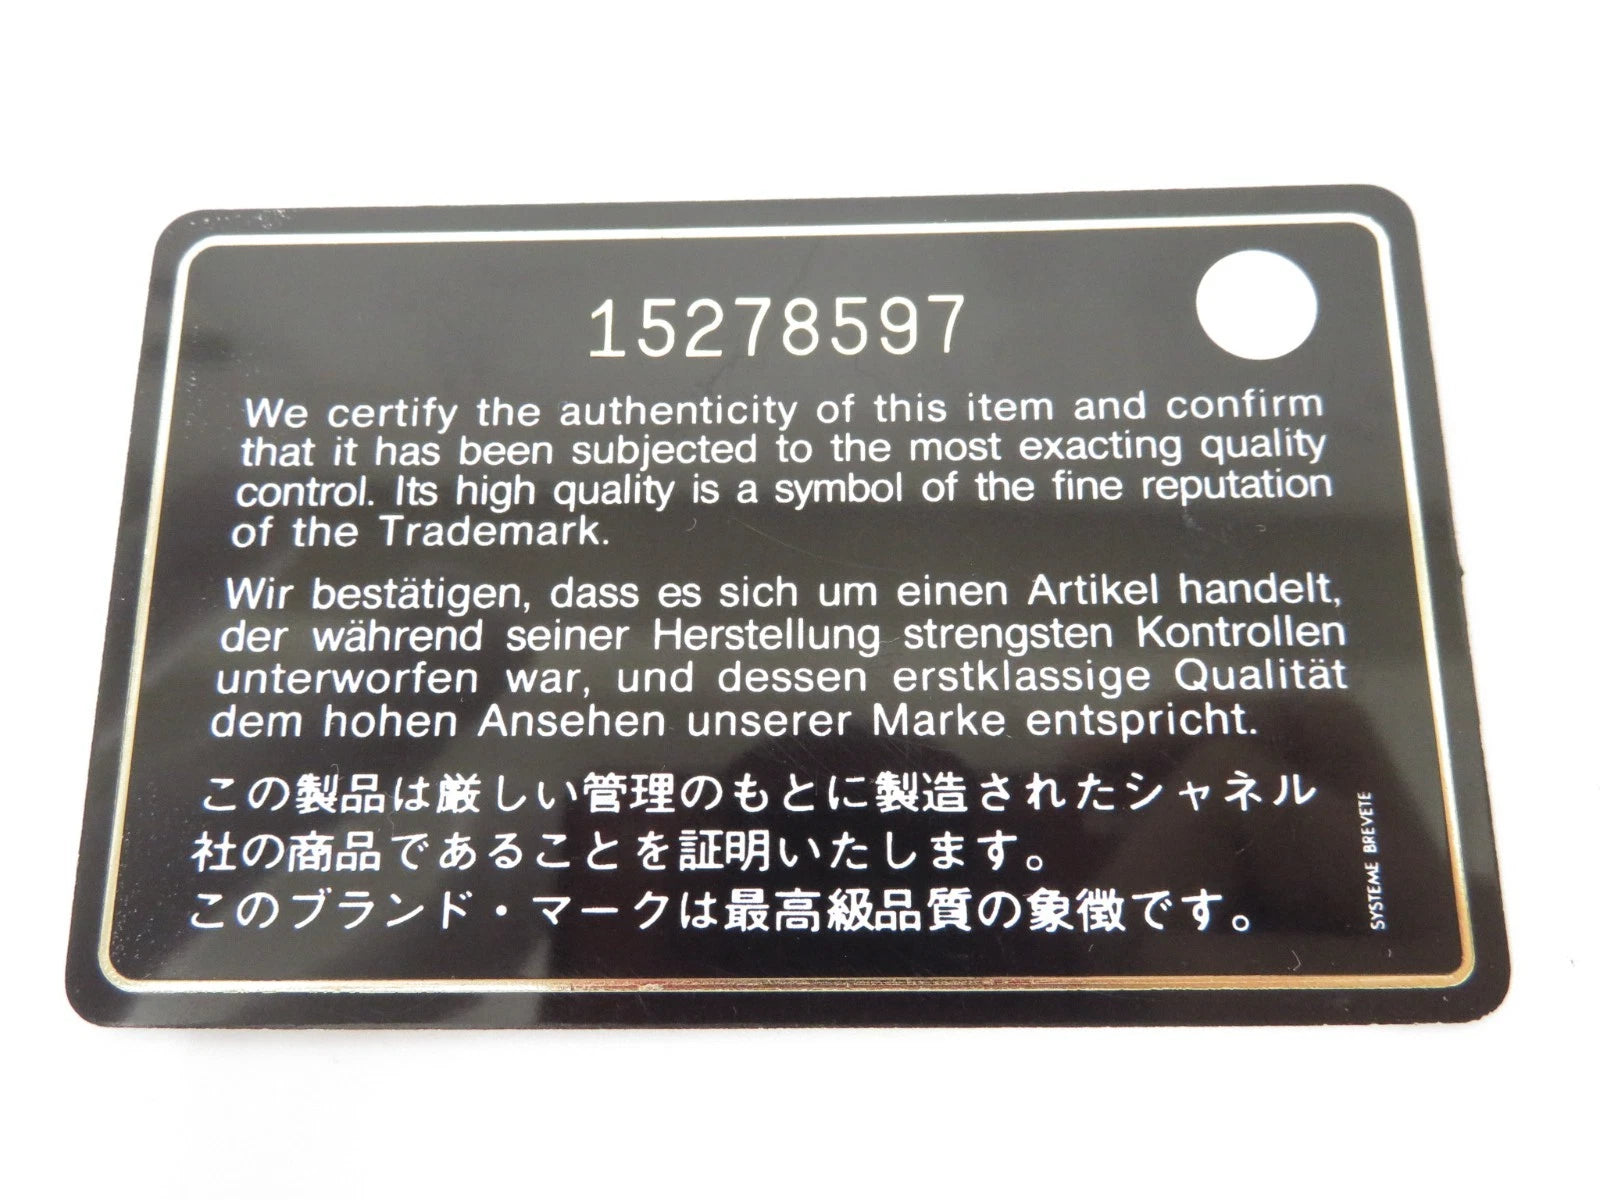 15278597
We certify the authenticity of this item and confirm
that it has been subjected to the most exacting quality
control. Its high quality is a symbol of the fine reputation
of the Trademark.
Wir bestätigen, dass es sich um einen Artikel handelt,
der während seiner Herstellung strengsten Kontrollen
unterworfen war, und dessen erstklassige Qualität
dem hohen Ansehen unserer Marke entspricht.
この製品は厳しい管理のもとに製造されたシャネル
社の商品であることを証明いたします。
このブランド・マークは最高級品質の象徴です。
SYSTEME BREVETE